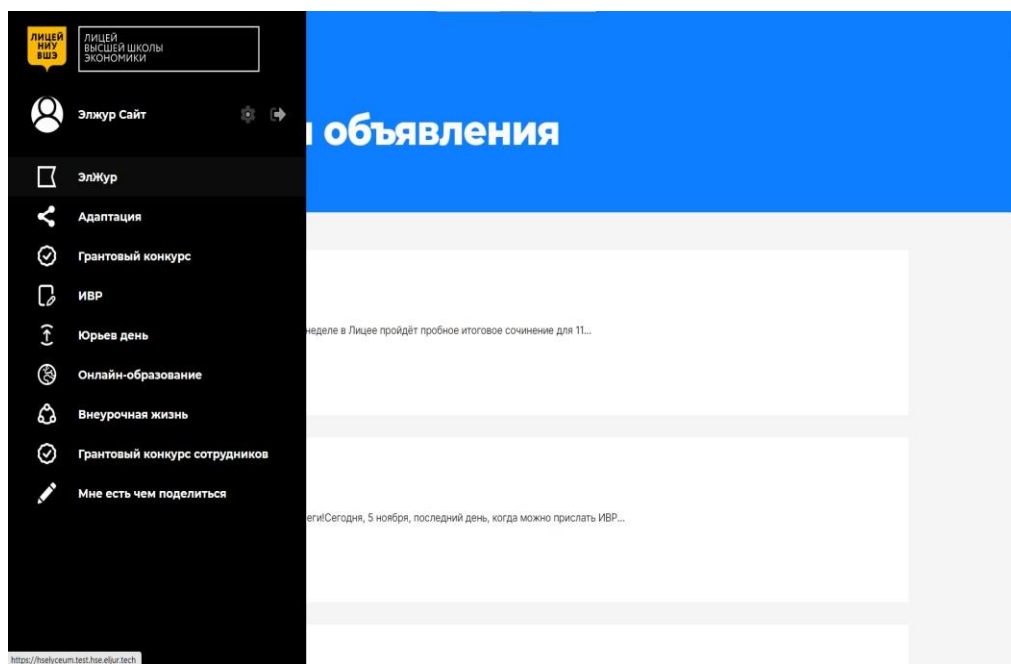 ЛИЦЕЙ
НИУ
ВШЭ
ЛИЦЕЙ
ВЫСШЕЙ ШКОЛЫ
ЭКОНОМИКИ
Элжур Сайт
объявления
ЭлЖур
Адаптация
Грантовый конкурс
ИВР
Юрьев день
Онлайн-образование
Внеурочная жизнь
Грантовый конкурс сотрудников
Мне есть чем поделиться
неделе в Лицее пройдёт пробное итоговое сочинение для 11...
еги!Сегодня, 5 ноября, последний день, когда можно прислать ИВР...
https://hselyceum.test.hse.eljur.tech